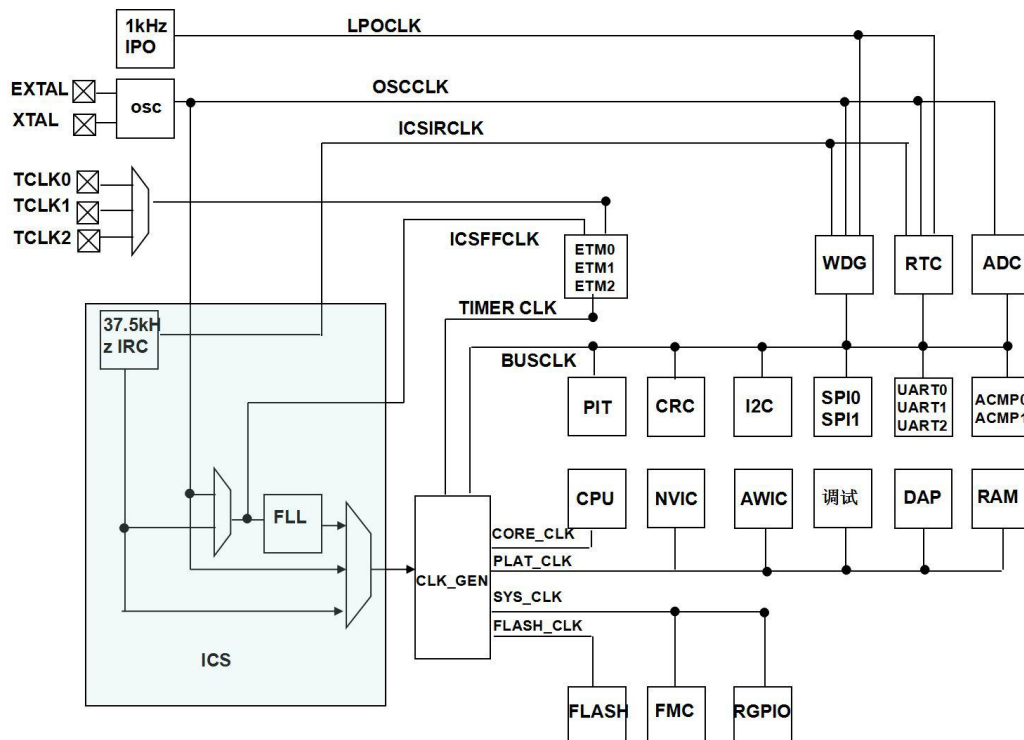 1kHz
IPO
LPOCLK
EXTAL
XTAL
osc
OSCCLK
ICSIRCLK
TCLK0
TCLK1
TCLK2
ICSFFCLK
ETM0
ETM1
ETM2
WDG
RTC
ADC
TIMER CLK
37.5kH
z IRC
BUSCLK
PIT
CRC
I2C
SPI0
SPI1
UART0
UART1
UART2
ACMP0
ACMP1
CPU
NVIC
AWIC
调试
DAP
RAM
FLL
CORE_CLK
PLAT_CLK
CLK_GEN
SYS_CLK
FLASH_CLK
ICS
FLASH
FMC
RGPIO